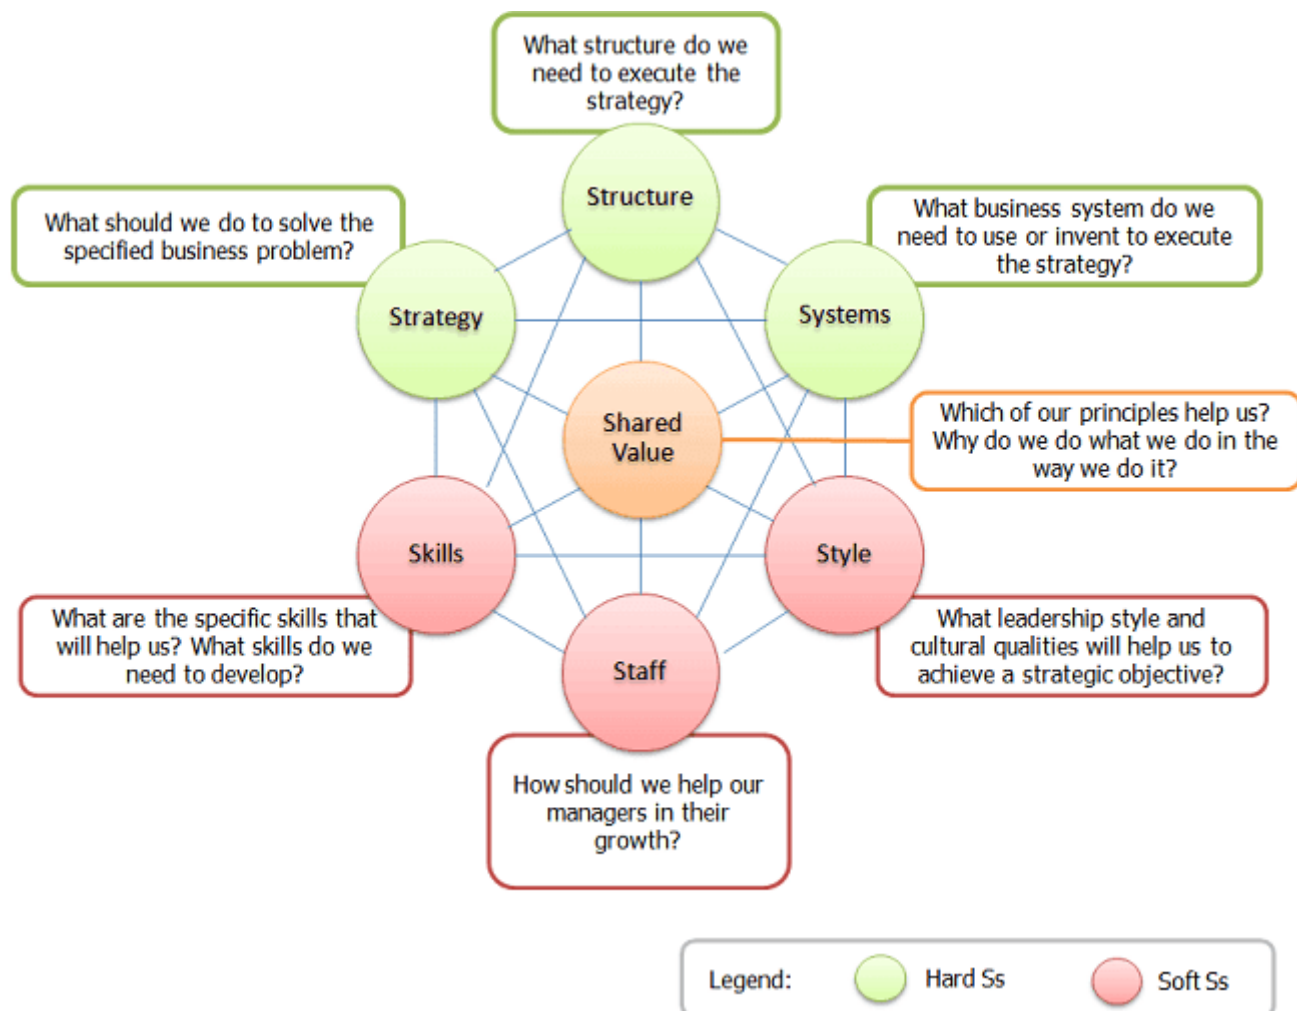 What structure do we
need to execute the
strategy?
Structure
What should we do to solve the
specified business problem?
What business system do we
need to use or invent to execute
the strategy?
Strategy
Systems
Shared
Value
Which of our principles help us?
Why do we do what we do in the
way we do it?
Skills
Style
What are the specific skills that
will help us? What skills do we
need to develop?
Staff
What leadership style and
cultural qualities will help us to
achieve a strategic objective?
How should we help our
managers in their
growth?
Legend:
Hard Ss
Soft Ss